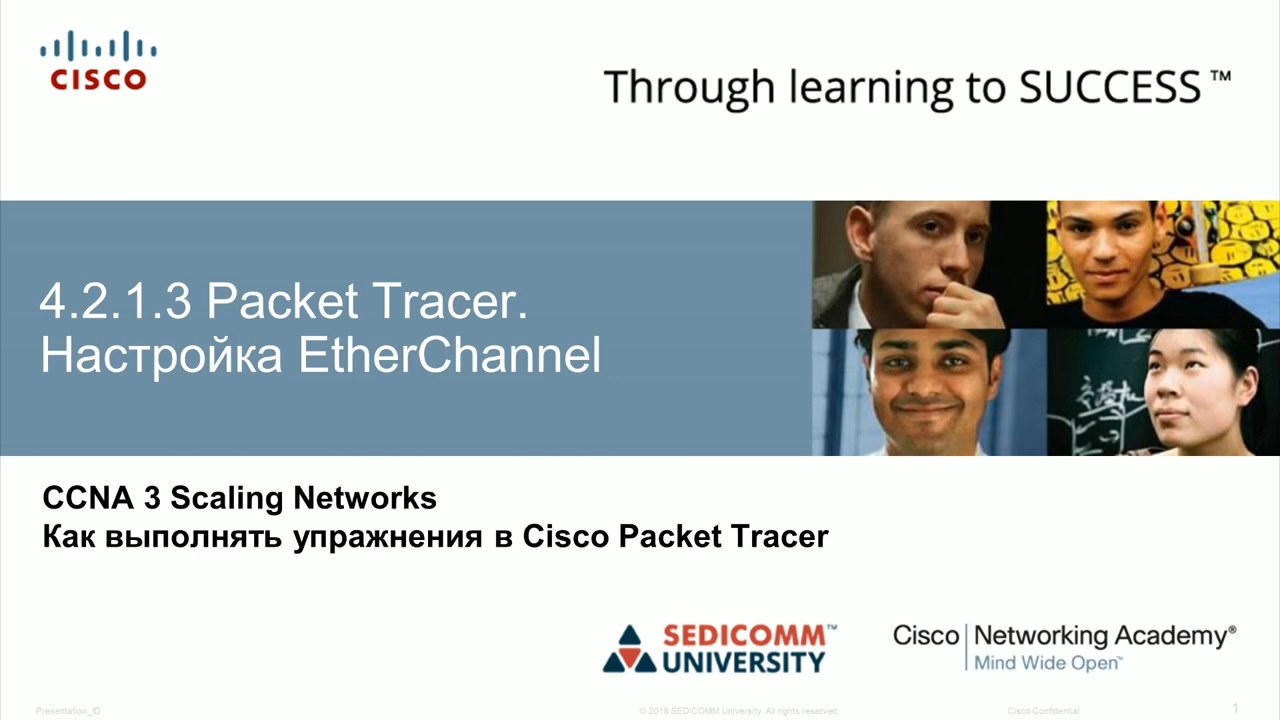 CISCO
Through learning to SUCCESS™
4.2.1.3 Packet Tracer.
Настройка EtherChannel
CCNA 3 Scaling Networks
Как выполнять упражнения в Cisco Packet Tracer
SEDICOMM™
UNIVERSITY
Cisco Networking Academy®
Mind Wide Open™
Presentation_ID
© 2018 SEDICOMM University. All rights reserved.
Cisco Confidential
1